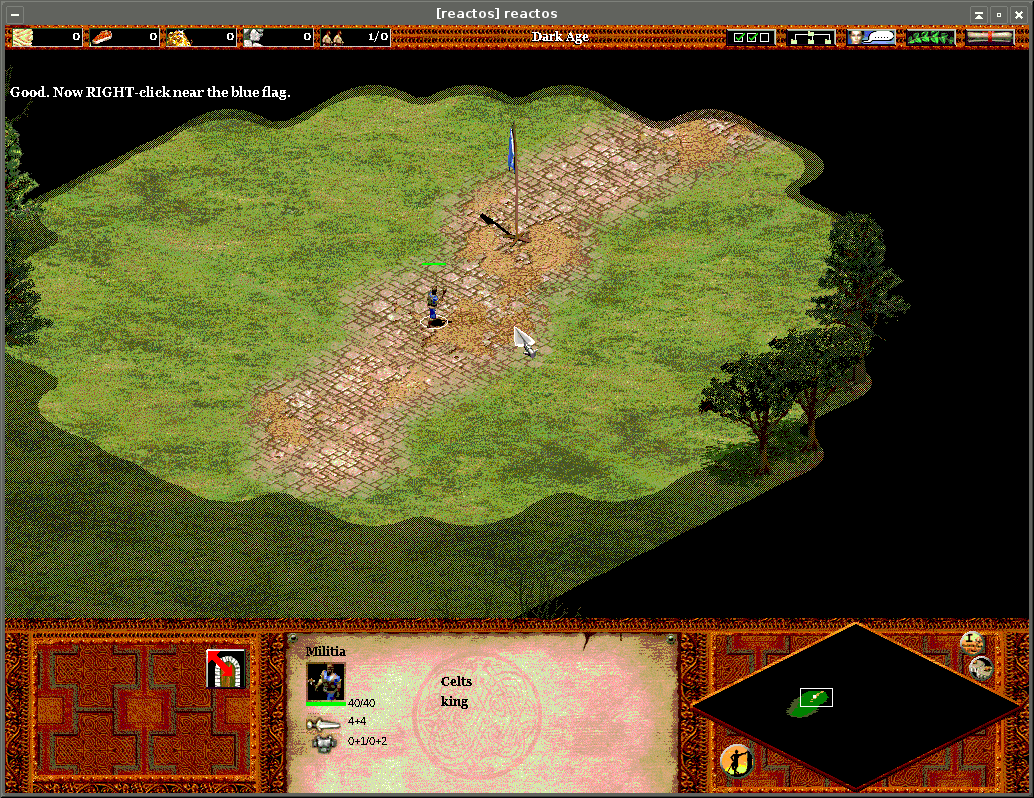 [reactos] reactos
0 0 0 0 1/0 Dark Age
Good. Now RIGHT-click near the blue flag.
Militia
Celts
40/40
king
4+4
0+1/0+2